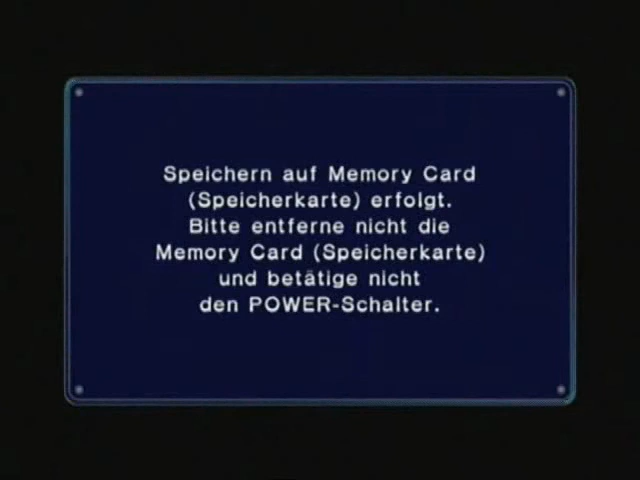 Speichern auf Memory Card
(Speicherkarte) erfolgt.
Bitte entferne nicht die
Memory Card (Speicherkarte)
und betätige nicht
den POWER-Schalter.